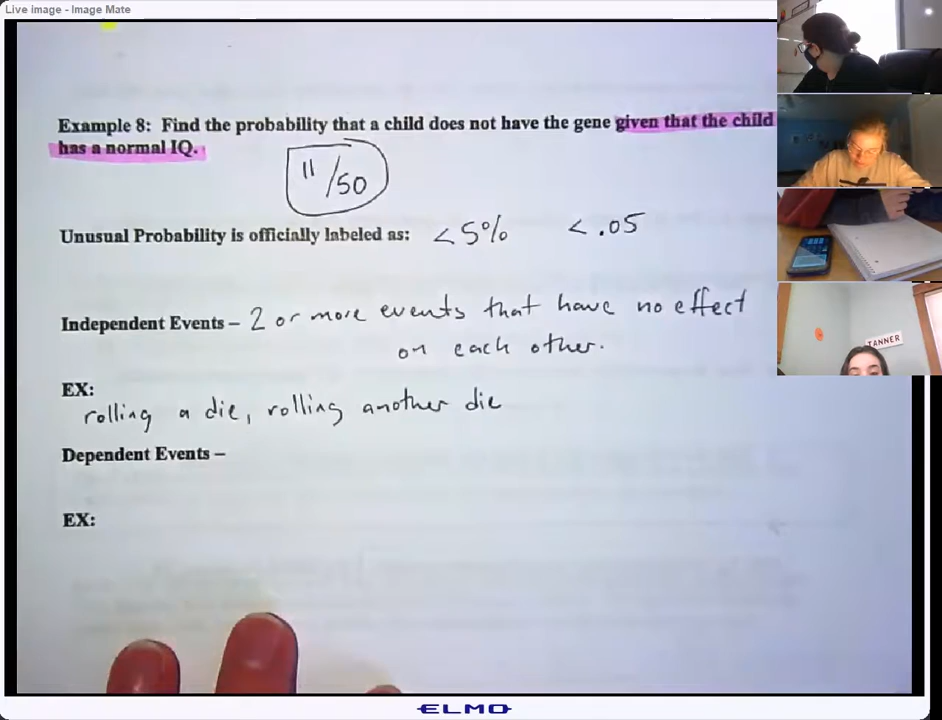 Live image - Image Mate
Example 8: Find the probability that a child does not have the gene given that the child
has a normal IQ.
11/50
Unusual Probability is officially labeled as: < 5% < .05
Independent Events – 2 or more events that have no effect
on each other.
EX:
rolling a die, rolling another die
Dependent Events –
EX:
TANNER
ELMO